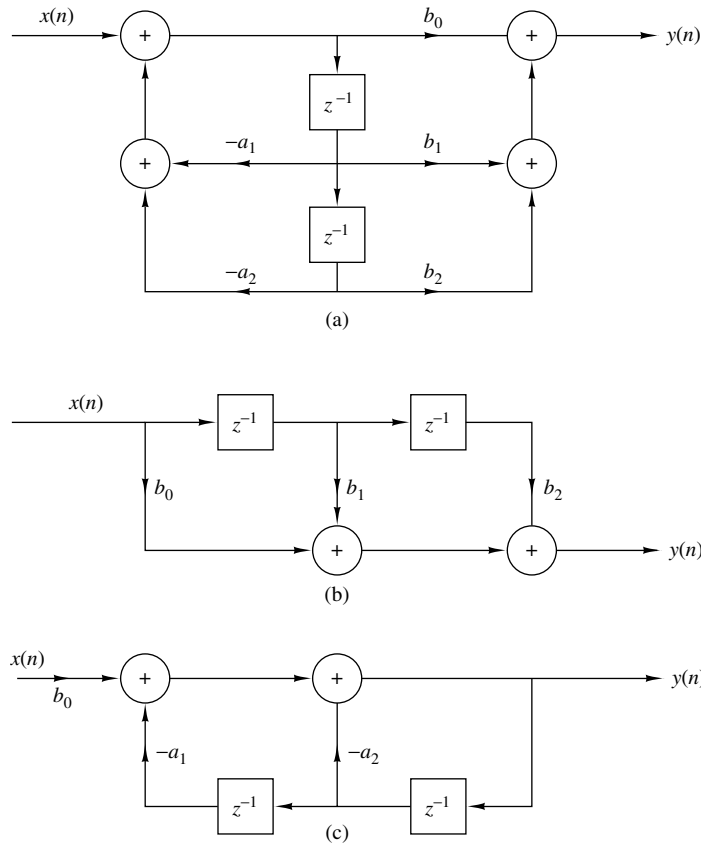 x(n) + b₀ + y(n)
z⁻¹
+ −a₁ b₁ +
z⁻¹
−a₂ b₂
(a)
x(n)
z⁻¹ z⁻¹
b₀ b₁ b₂
+ + y(n)
(b)
x(n) + + y(n)
b₀
−a₁ −a₂
z⁻¹ z⁻¹
(c)